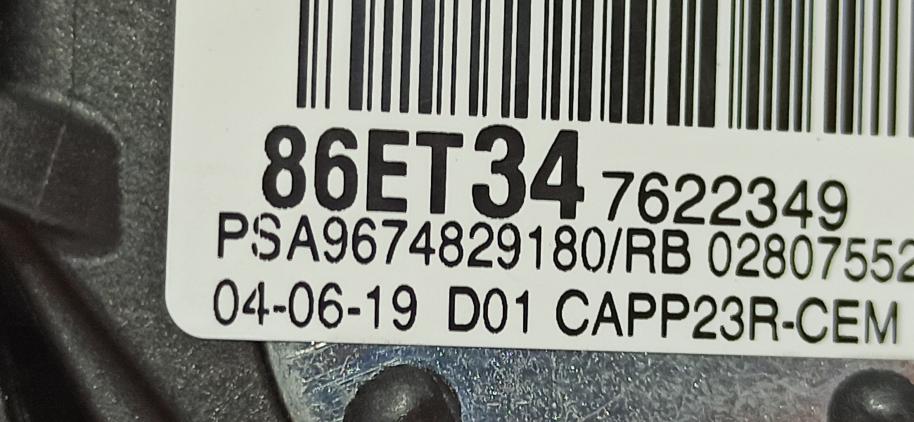 86ET34 7622349
PSA9674829180/RB 02807552
04-06-19 D01 CAPP23R-CEM